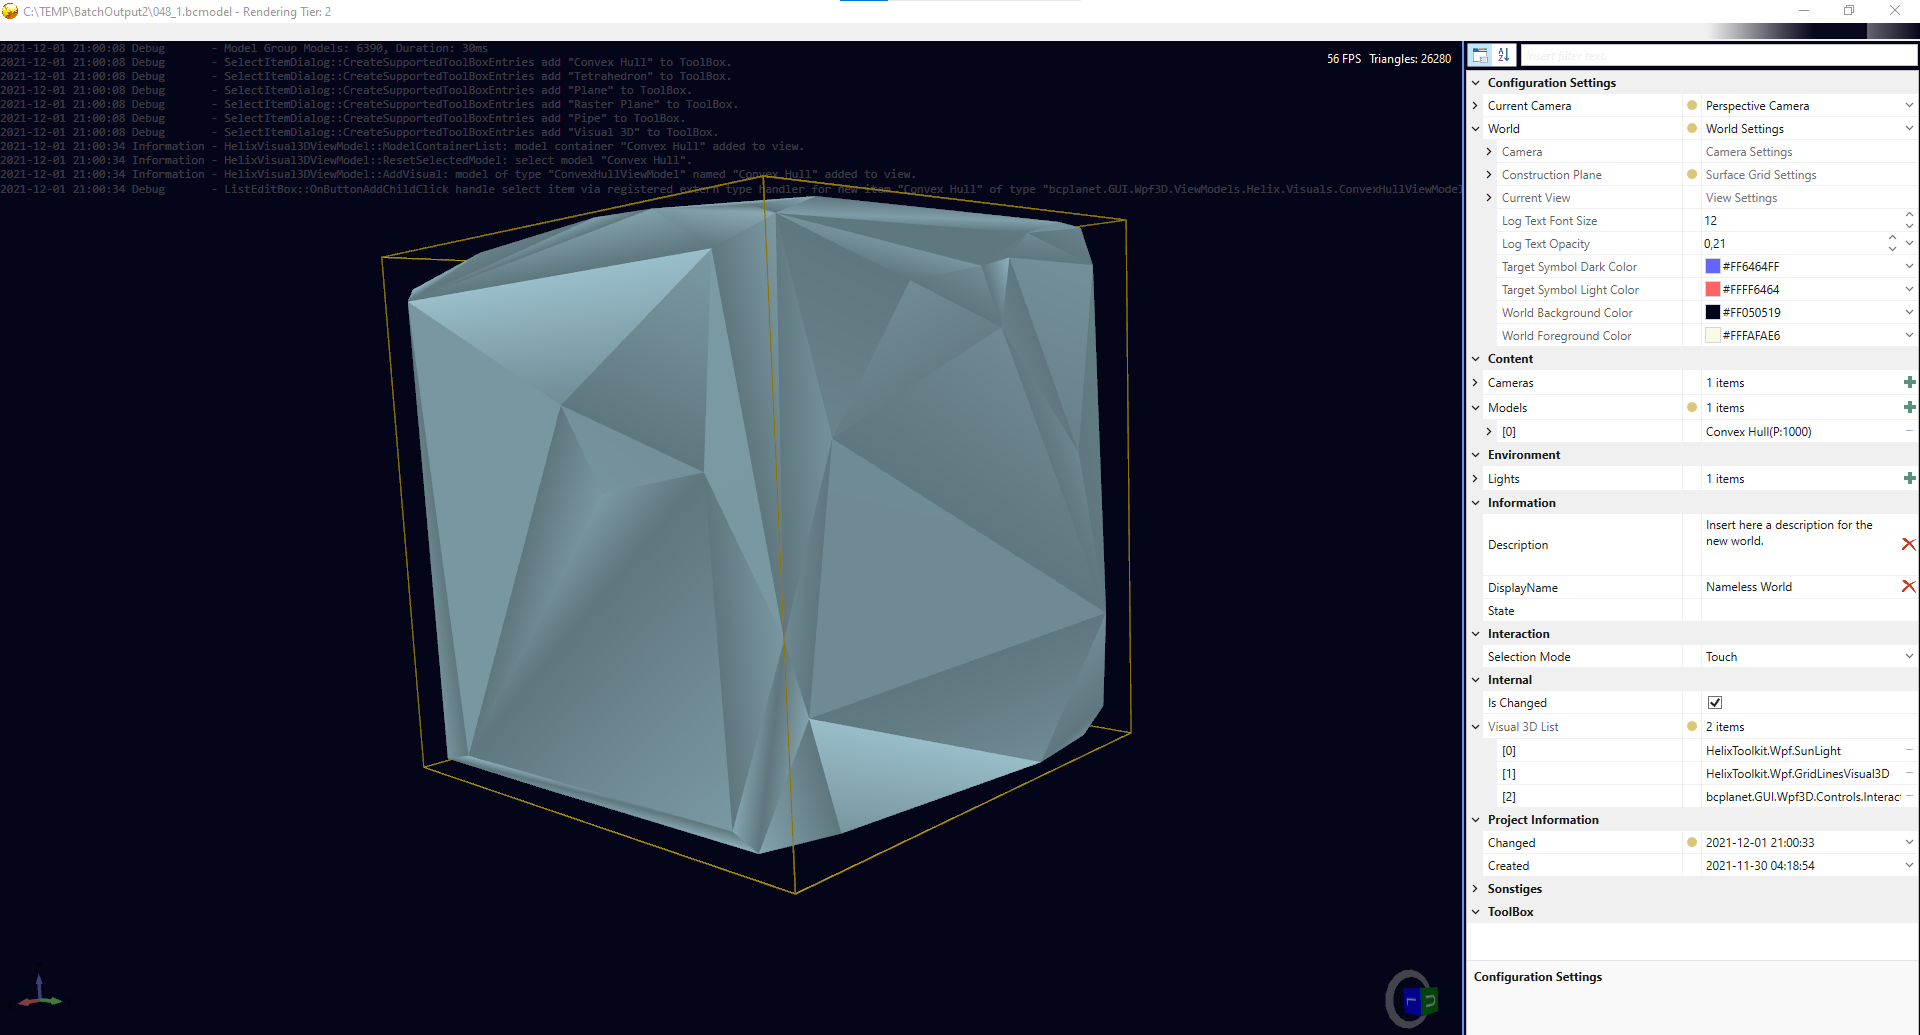 C:\TEMP\BatchOutput2\048_1.bcmodel - Rendering Tier: 2
2021-12-01 21:00:08 Debug - Model Group Models: 6390, Duration: 30ms
2021-12-01 21:00:08 Debug - SelectItemDialog::CreateSupportedToolBoxEntries add "Convex Hull" to ToolBox.
2021-12-01 21:00:08 Debug - SelectItemDialog::CreateSupportedToolBoxEntries add "Tetrahedron" to ToolBox.
2021-12-01 21:00:08 Debug - SelectItemDialog::CreateSupportedToolBoxEntries add "Plane" to ToolBox.
2021-12-01 21:00:08 Debug - SelectItemDialog::CreateSupportedToolBoxEntries add "Raster Plane" to ToolBox.
2021-12-01 21:00:08 Debug - SelectItemDialog::CreateSupportedToolBoxEntries add "Pipe" to ToolBox.
2021-12-01 21:00:08 Debug - SelectItemDialog::CreateSupportedToolBoxEntries add "Visual 3D" to ToolBox.
2021-12-01 21:00:34 Information - HelixVisual3DViewModel::ModelContainerList: model container "Convex Hull" added to view.
2021-12-01 21:00:34 Information - HelixVisual3DViewModel::ResetSelectedModel: select model "Convex Hull".
2021-12-01 21:00:34 Information - HelixVisual3DViewModel::AddVisual: model of type "ConvexHullViewModel" named "Convex Hull" added to view.
2021-12-01 21:00:34 Debug - ListEditBox::OnButtonAddChildClick handle select item via registered extern type handler for new item "Convex Hull" of type "bcplanet.GUI.Wpf3D.ViewModels.Helix.Visuals.ConvexHullViewModel
56 FPS Triangles: 26280
L
U
Insert filter text.
Configuration Settings
Current Camera Perspective Camera
World World Settings
Camera Camera Settings
Construction Plane Surface Grid Settings
Current View View Settings
Log Text Font Size 12
Log Text Opacity 0,21
Target Symbol Dark Color #FF6464FF
Target Symbol Light Color #FFFF6464
World Background Color #FF050519
World Foreground Color #FFFAFAE6
Content
Cameras 1 items
Models 1 items
[0] Convex Hull(P:1000)
Environment
Lights 1 items
Information
Description Insert here a description for the
new world.
DisplayName Nameless World
State
Interaction
Selection Mode Touch
Internal
Is Changed
Visual 3D List 2 items
[0] HelixToolkit.Wpf.SunLight
[1] HelixToolkit.Wpf.GridLinesVisual3D
[2] bcplanet.GUI.Wpf3D.Controls.Interac
Project Information
Changed 2021-12-01 21:00:33
Created 2021-11-30 04:18:54
Sonstiges
ToolBox
Configuration Settings